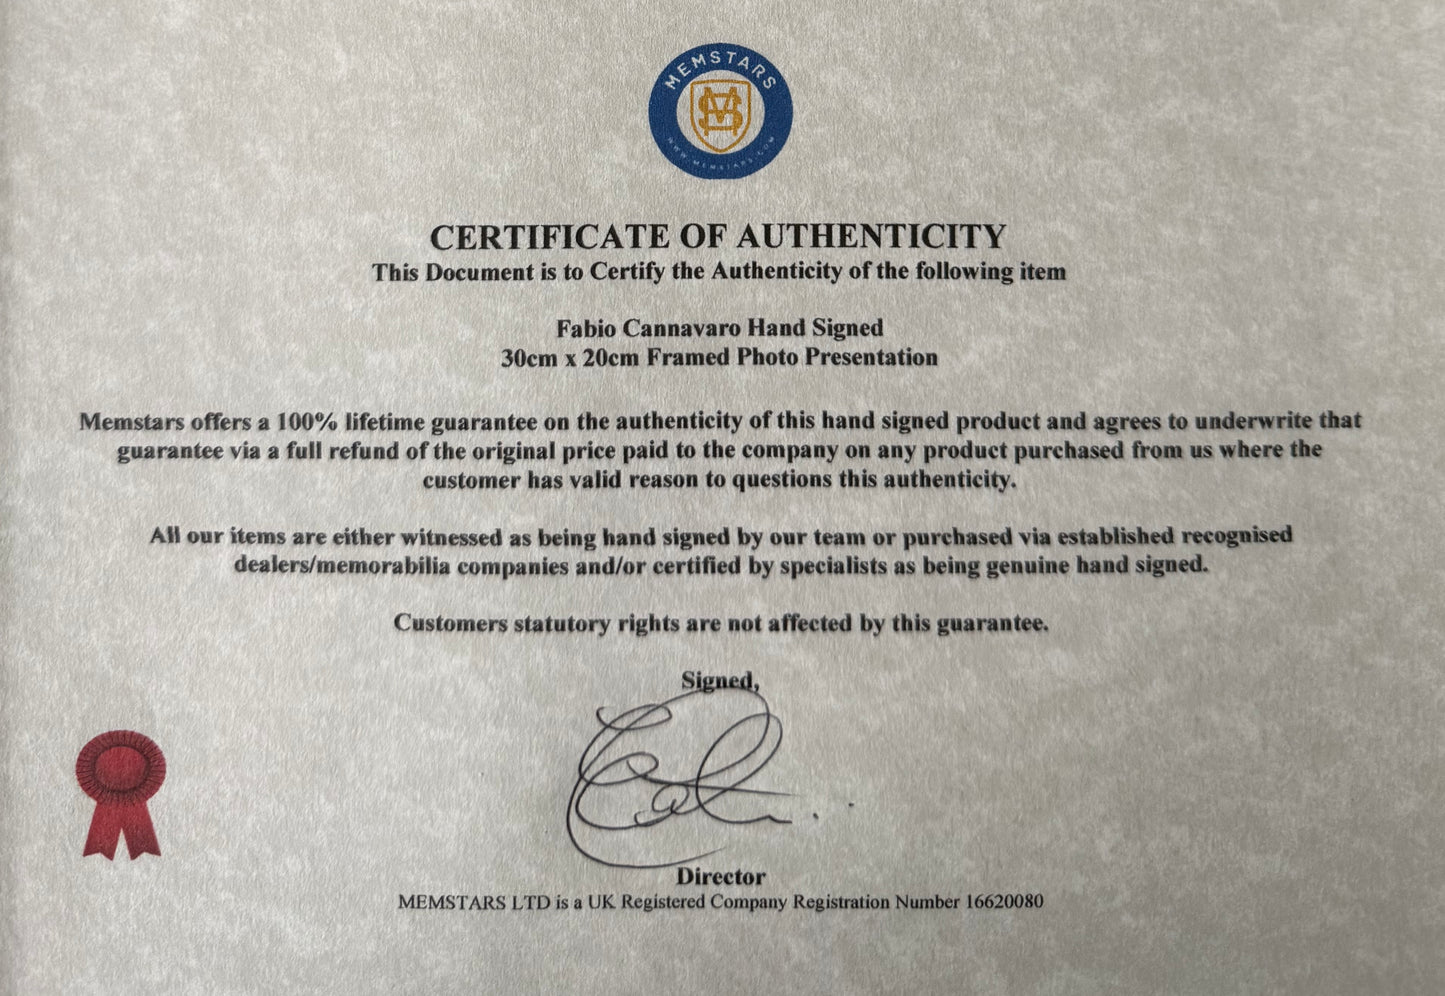 MEMSTARS
MS
WWW.MEMSTARS.COM
CERTIFICATE OF AUTHENTICITY
This Document is to Certify the Authenticity of the following item
Fabio Cannavaro Hand Signed
30cm x 20cm Framed Photo Presentation
Memstars offers a 100% lifetime guarantee on the authenticity of this hand signed product and agrees to underwrite that
guarantee via a full refund of the original price paid to the company on any product purchased from us where the
customer has valid reason to questions this authenticity.
All our items are either witnessed as being hand signed by our team or purchased via established recognised
dealers/memorabilia companies and/or certified by specialists as being genuine hand signed.
Customers statutory rights are not affected by this guarantee.
Signed,
Director
MEMSTARS LTD is a UK Registered Company Registration Number 16620080